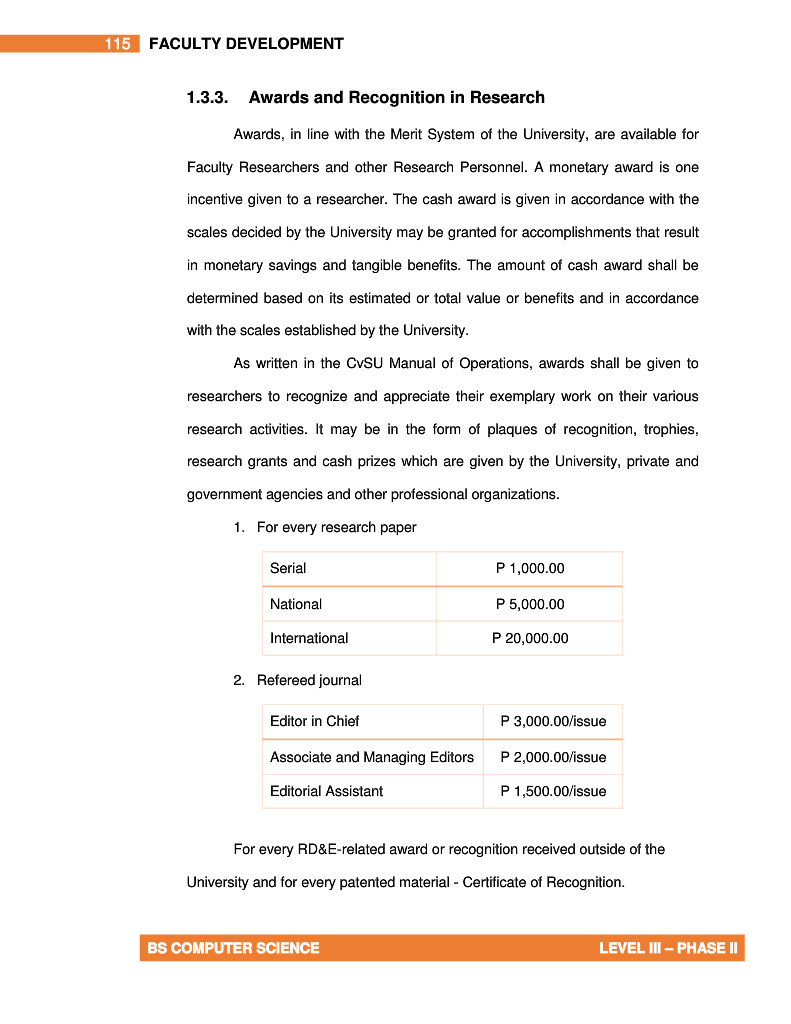 115 FACULTY DEVELOPMENT
1.3.3. Awards and Recognition in Research
Awards, in line with the Merit System of the University, are available for
Faculty Researchers and other Research Personnel. A monetary award is one
incentive given to a researcher. The cash award is given in accordance with the
scales decided by the University may be granted for accomplishments that result
in monetary savings and tangible benefits. The amount of cash award shall be
determined based on its estimated or total value or benefits and in accordance
with the scales established by the University.
As written in the CvSU Manual of Operations, awards shall be given to
researchers to recognize and appreciate their exemplary work on their various
research activities. It may be in the form of plaques of recognition, trophies,
research grants and cash prizes which are given by the University, private and
government agencies and other professional organizations.
1. For every research paper
Serial P 1,000.00
National P 5,000.00
International P 20,000.00
2. Refereed journal
Editor in Chief P 3,000.00/issue
Associate and Managing Editors P 2,000.00/issue
Editorial Assistant P 1,500.00/issue
For every RD&E-related award or recognition received outside of the
University and for every patented material - Certificate of Recognition.
BS COMPUTER SCIENCE LEVEL III – PHASE II